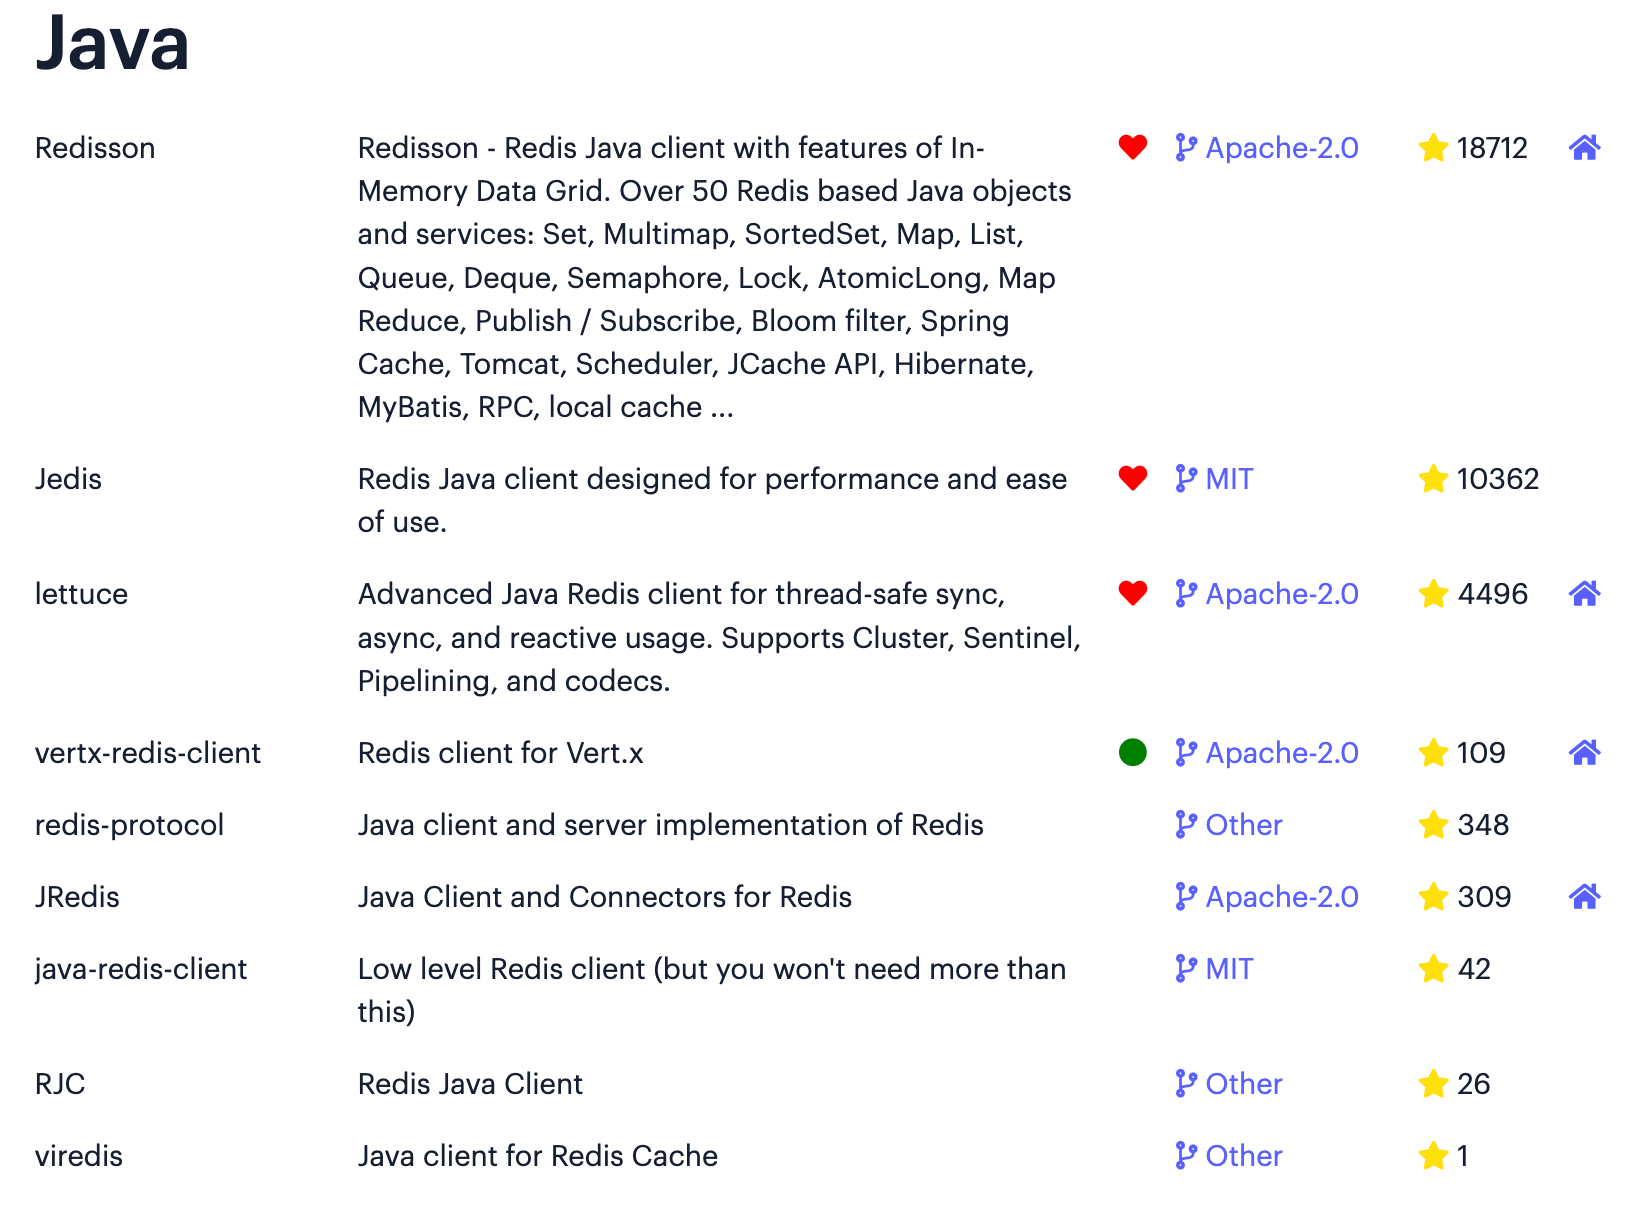 Java
Redisson
Redisson - Redis Java client with features of In-
Memory Data Grid. Over 50 Redis based Java objects
and services: Set, Multimap, SortedSet, Map, List,
Queue, Deque, Semaphore, Lock, AtomicLong, Map
Reduce, Publish / Subscribe, Bloom filter, Spring
Cache, Tomcat, Scheduler, JCache API, Hibernate,
MyBatis, RPC, local cache ...
Apache-2.0
18712
Jedis
Redis Java client designed for performance and ease
of use.
MIT
10362
lettuce
Advanced Java Redis client for thread-safe sync,
async, and reactive usage. Supports Cluster, Sentinel,
Pipelining, and codecs.
Apache-2.0
4496
vertx-redis-client
Redis client for Vert.x
Apache-2.0
109
redis-protocol
Java client and server implementation of Redis
Other
348
JRedis
Java Client and Connectors for Redis
Apache-2.0
309
java-redis-client
Low level Redis client (but you won't need more than
this)
MIT
42
RJC
Redis Java Client
Other
26
viredis
Java client for Redis Cache
Other
1